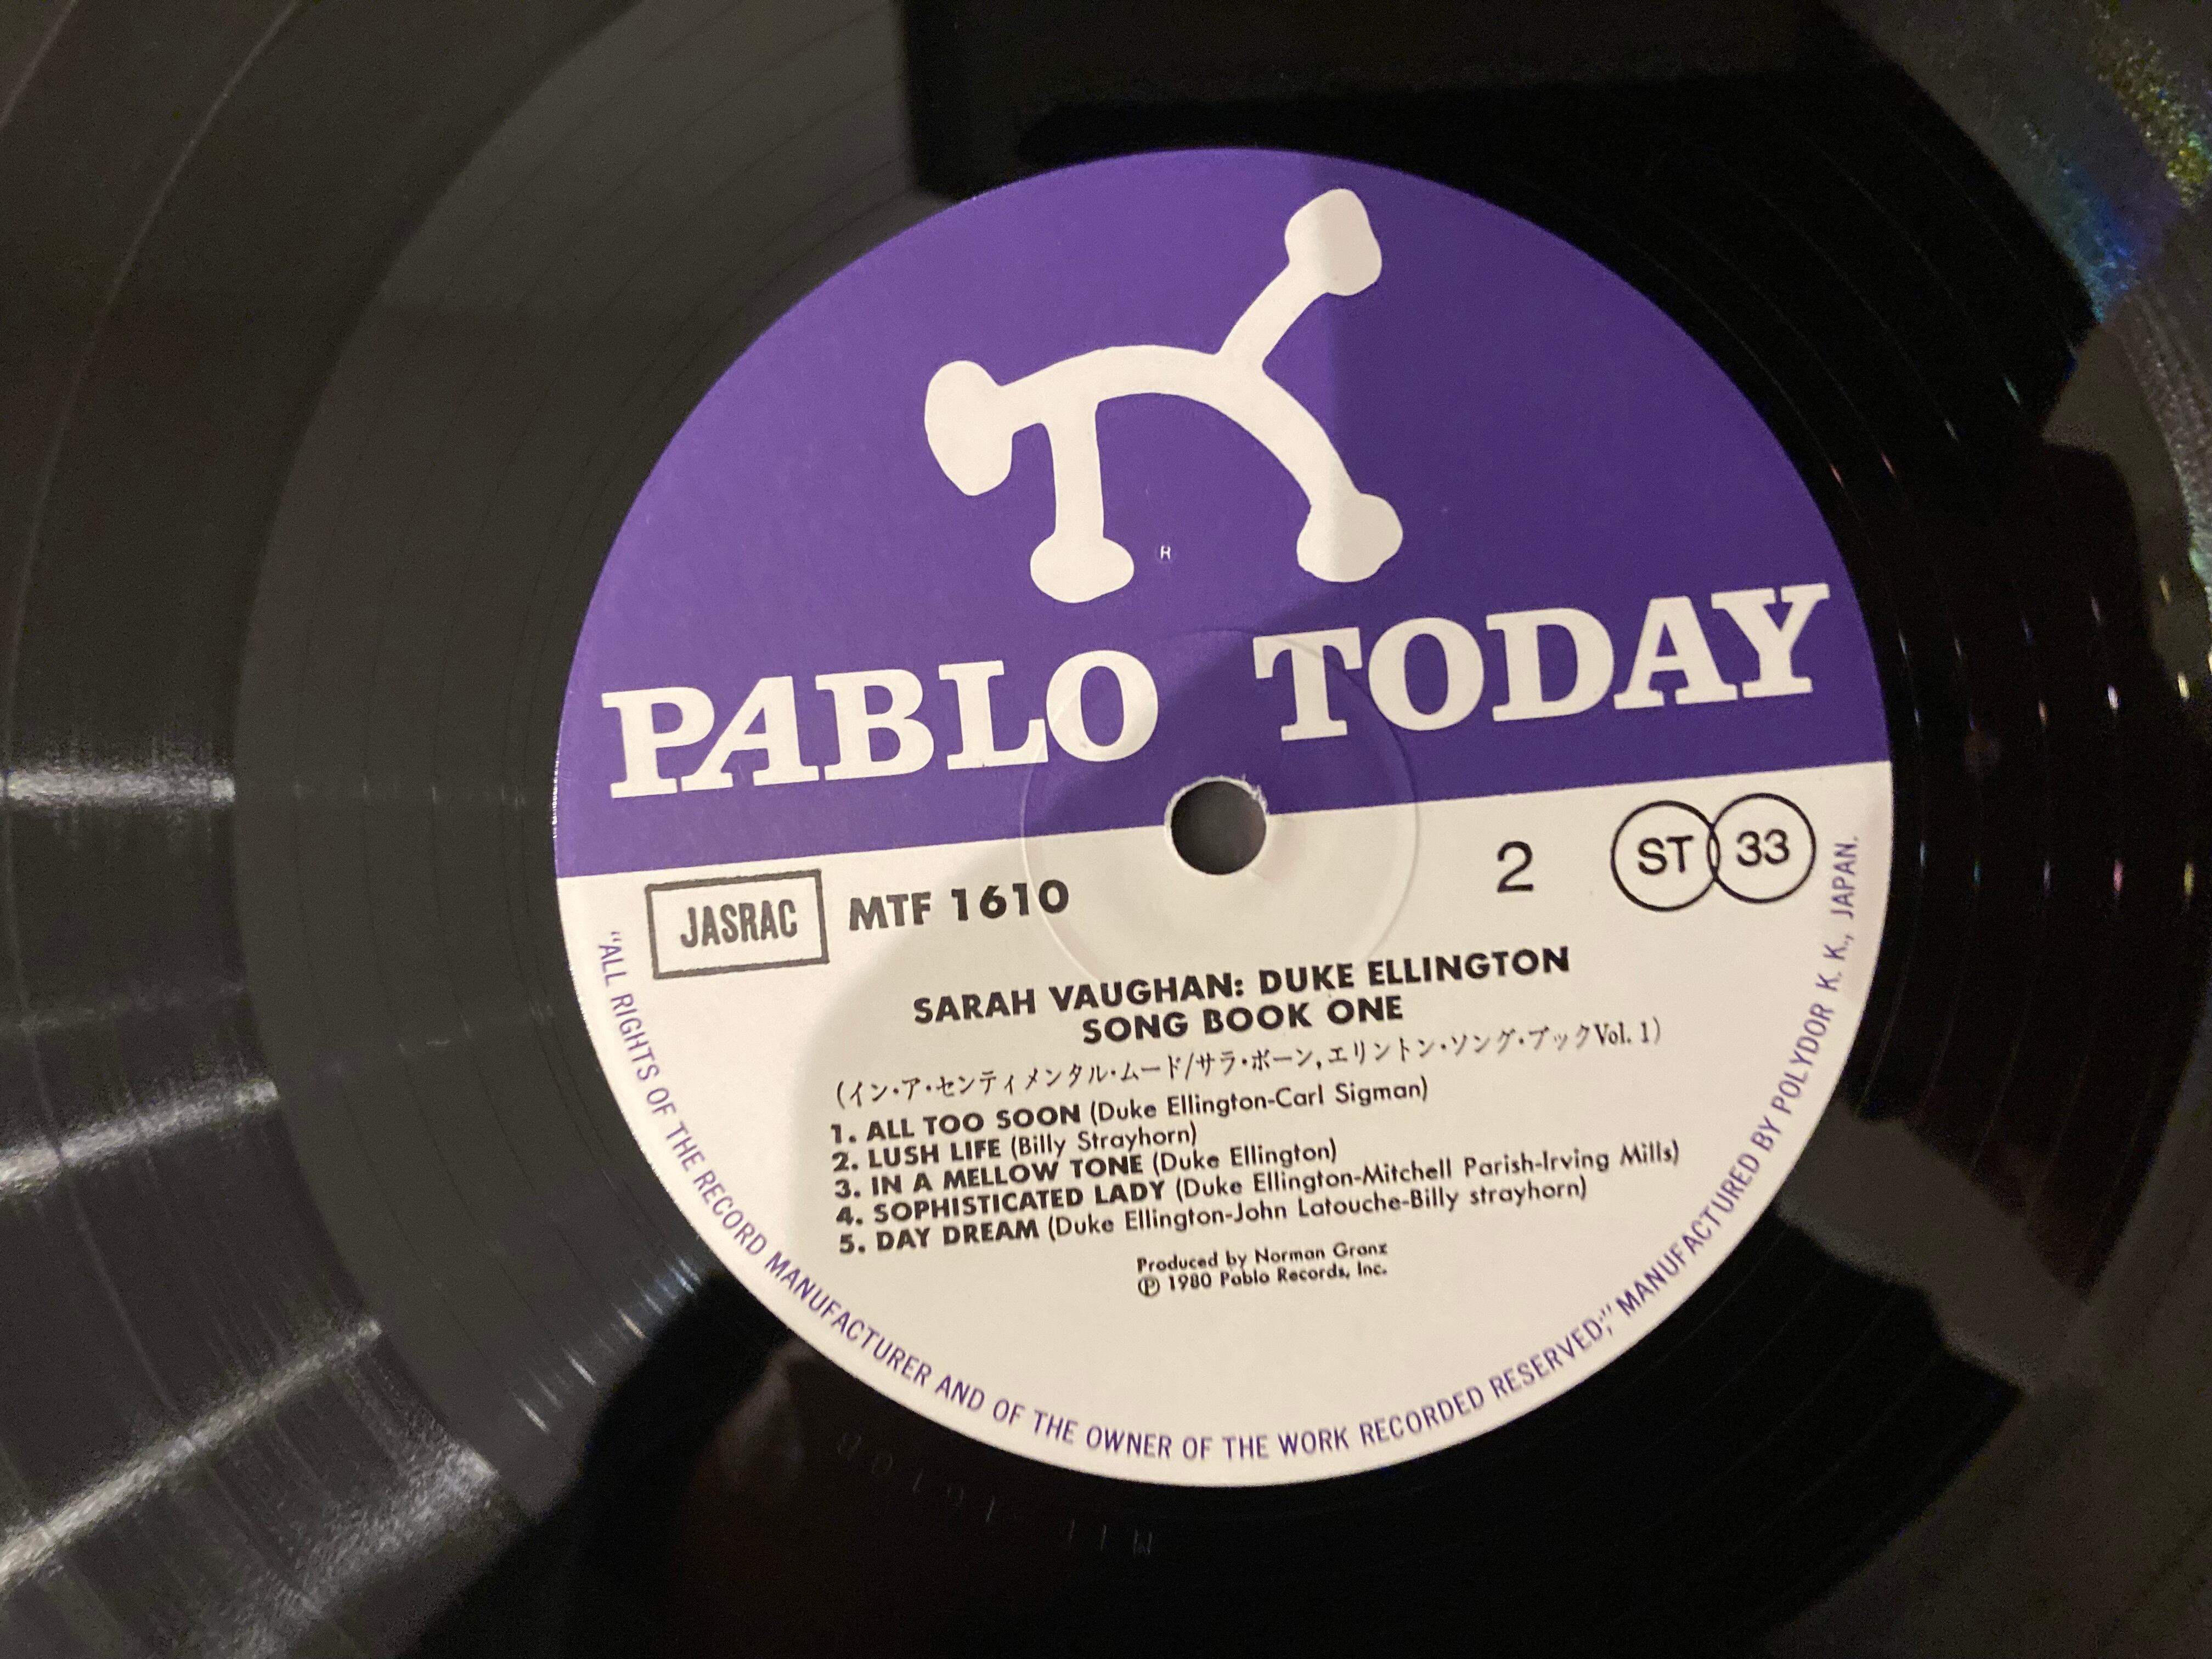 R
PABLO TODAY
JASRAC
MTF 1610
2
ST 33
SARAH VAUGHAN: DUKE ELLINGTON
SONG BOOK ONE
(イン・ア・センティメンタル・ムード/サラ・ボーン,エリントン・ソング・ブックVol. 1)
1. ALL TOO SOON (Duke Ellington-Carl Sigman)
2. LUSH LIFE (Billy Strayhorn)
3. IN A MELLOW TONE (Duke Ellington)
4. SOPHISTICATED LADY (Duke Ellington-Mitchell Parish-Irving Mills)
5. DAY DREAM (Duke Ellington-John Latouche-Billy strayhorn)
Produced by Norman Granz
Ⓟ 1980 Pablo Records, Inc.
"ALL RIGHTS OF THE RECORD MANUFACTURER AND OF THE OWNER OF THE WORK RECORDED RESERVED;" MANUFACTURED BY POLYDOR K. K., JAPAN.